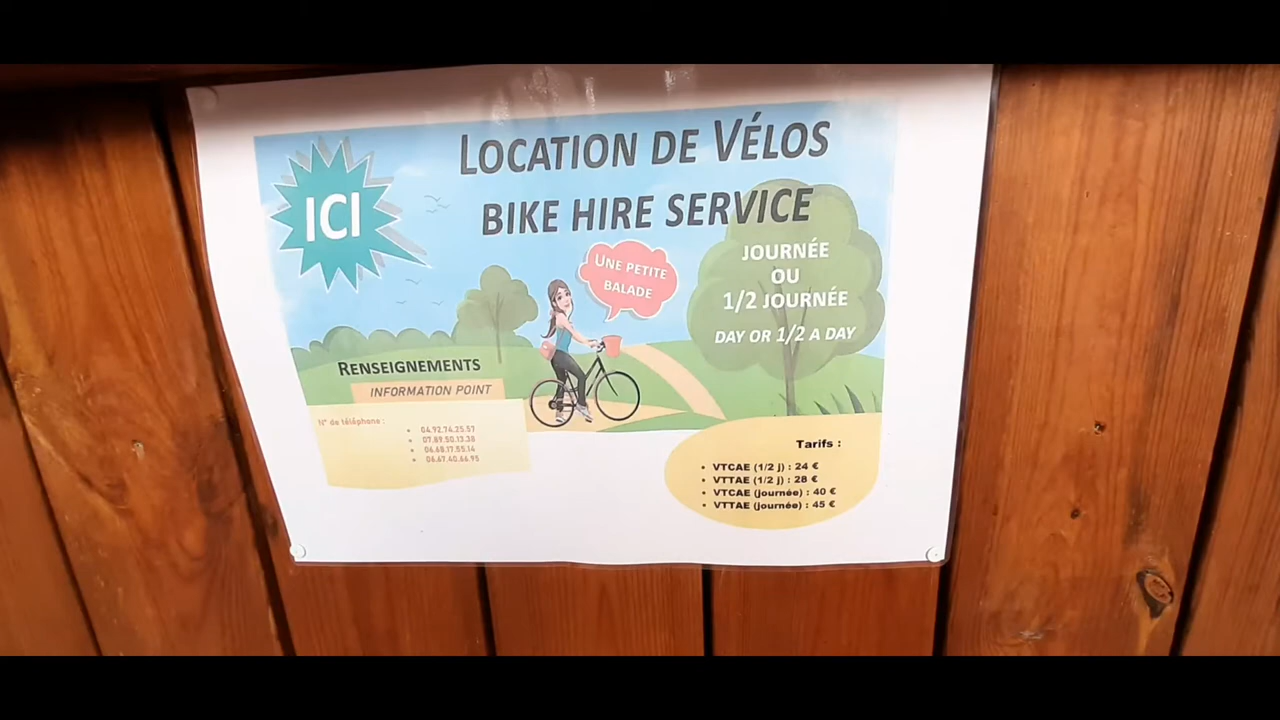 LOCATION DE VÉLOS
BIKE HIRE SERVICE
ICI
UNE PETITE
BALADE
JOURNÉE
OU
1/2 JOURNÉE
DAY OR 1/2 A DAY
RENSEIGNEMENTS
INFORMATION POINT
N° de téléphone :
• 04.92.74.25.57
• 07.89.50.13.38
• 06.68.17.55.14
• 06.67.40.66.95
Tarifs :
• VTCAE (1/2 j) : 24 €
• VTTAE (1/2 j) : 28 €
• VTCAE (journée) : 40 €
• VTTAE (journée) : 45 €